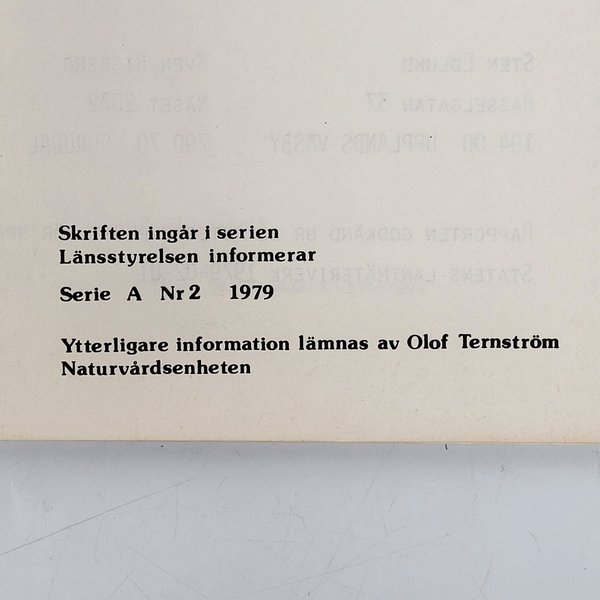 Skriften ingår i serien
Länsstyrelsen informerar
Serie A Nr 2 1979
Ytterligare information lämnas av Olof Ternström
Naturvårdsenheten